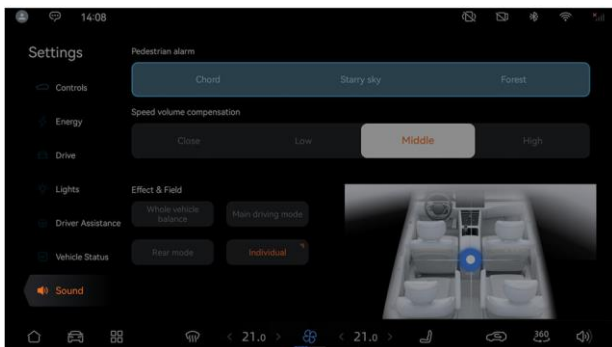 14:08
Settings
Controls
Energy
Drive
Lights
Driver Assistance
Vehicle Status
Sound
Pedestrian alarm
Chord Starry sky Forest
Speed volume compensation
Close Low Middle High
Effect & Field
Whole vehicle
balance
Main driving mode
Rear mode
Individual
< 21.0 > < 21.0 > 360